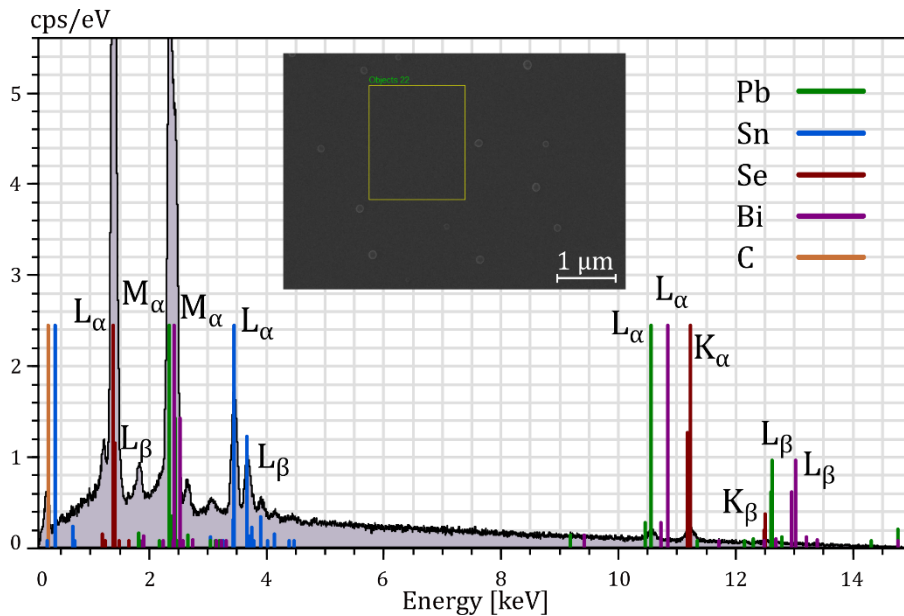 cps/eV
5
4
3
2
1
0
Objects 22
1 μm
Pb
Sn
Se
Bi
C
Lα
Mα
Mα
Lα
Lβ
Lβ
Lα
Lα
Kα
Kβ
Lβ
Lβ
0 2 4 6 8 10 12 14
Energy [keV]